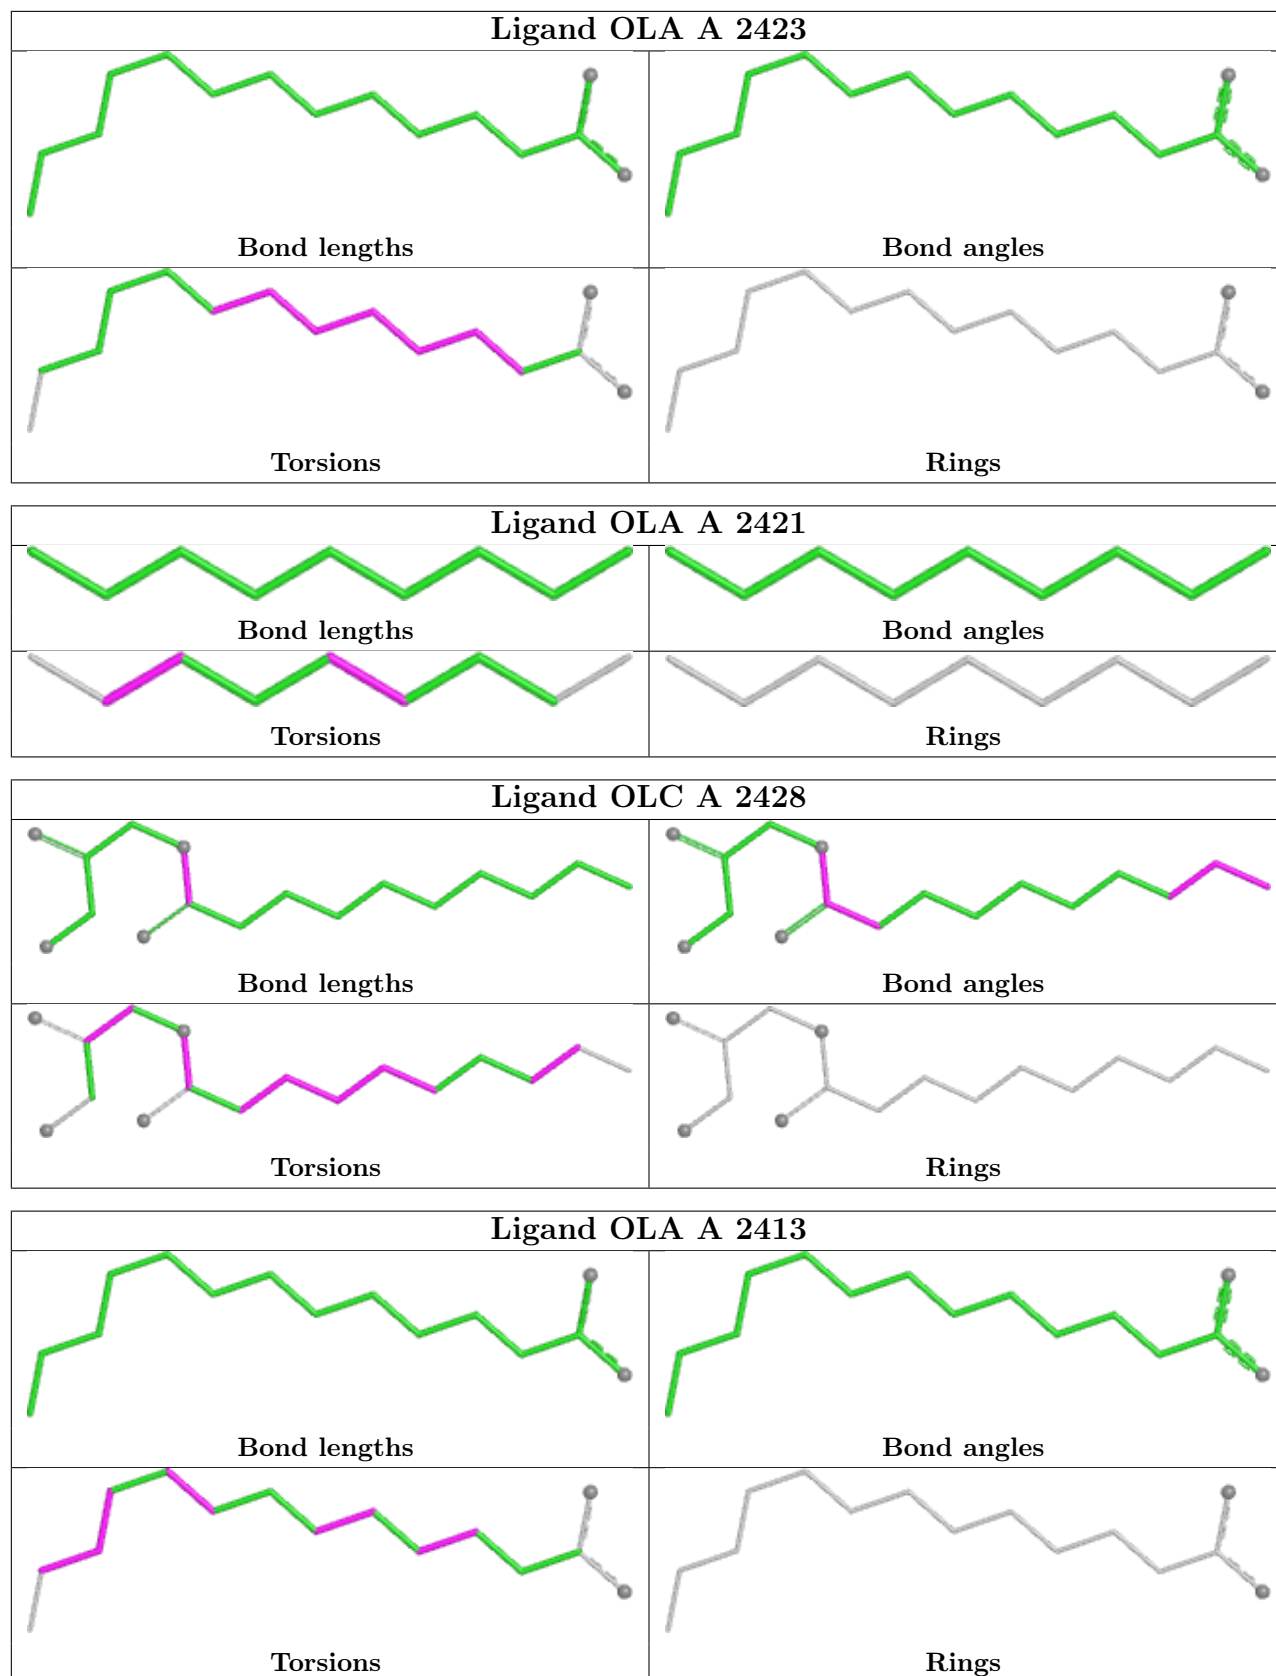 Ligand OLA A 2423
Bond lengths
Bond angles
Torsions
Rings
Ligand OLA A 2421
Bond lengths
Bond angles
Torsions
Rings
Ligand OLC A 2428
Bond lengths
Bond angles
Torsions
Rings
Ligand OLA A 2413
Bond lengths
Bond angles
Torsions
Rings